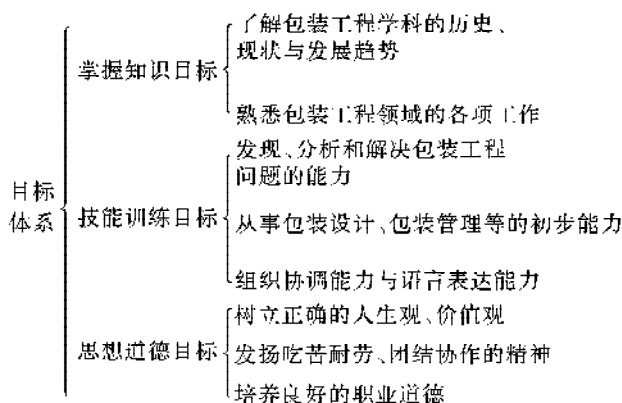 了解包装工程学科的历史、
现状与发展趋势
掌握知识目标
熟悉包装工程领域的各项工作
发现、分析和解决包装工程
问题的能力
目标
体系
技能训练目标
从事包装设计、包装管理等的初步能力
组织协调能力与语言表达能力
树立正确的人生观、价值观
思想道德目标
发扬吃苦耐劳、团结协作的精神
培养良好的职业道德